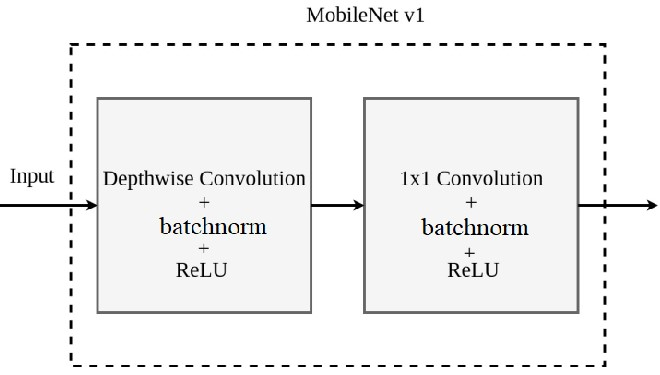 MobileNet v1
Input
Depthwise Convolution
+
batchnorm
+
ReLU
1x1 Convolution
+
batchnorm
+
ReLU